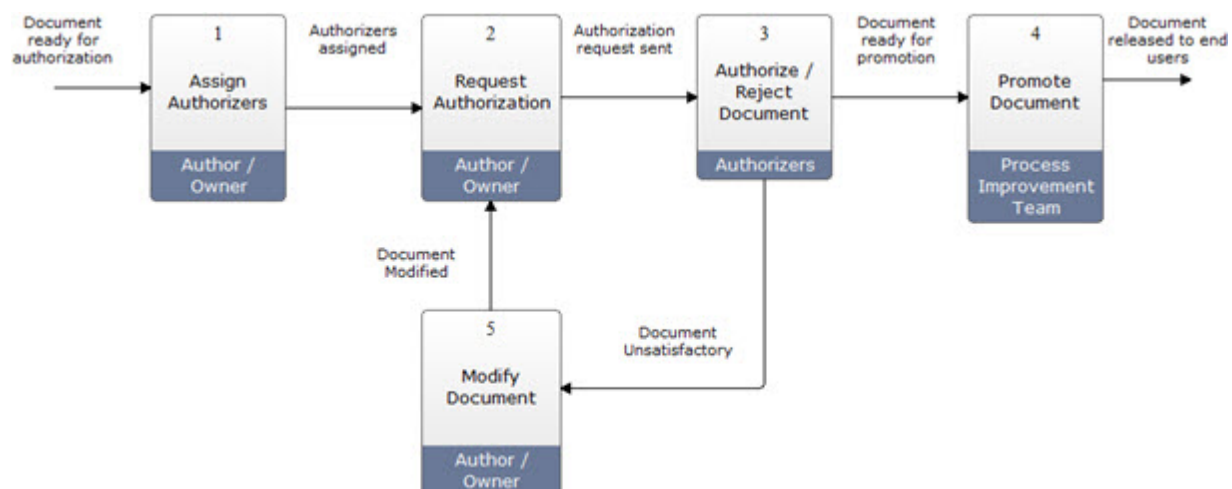 Document
ready for
authorization
1
Assign
Authorizers
Author /
Owner
Authorizers
assigned
2
Request
Authorization
Author /
Owner
Authorization
request sent
3
Authorize /
Reject
Document
Authorizers
Document
ready for
promotion
4
Promote
Document
Process
Improvement
Team
Document
released to end
users
Document
Modified
5
Modify
Document
Author /
Owner
Document
Unsatisfactory